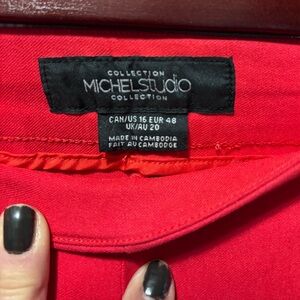 COLLECTION
MICHELSTUDIO
COLLECTION
CAN/US 16 EUR 48
UK/AU 20
MADE IN CAMBODIA
FAIT AU CAMBODGE